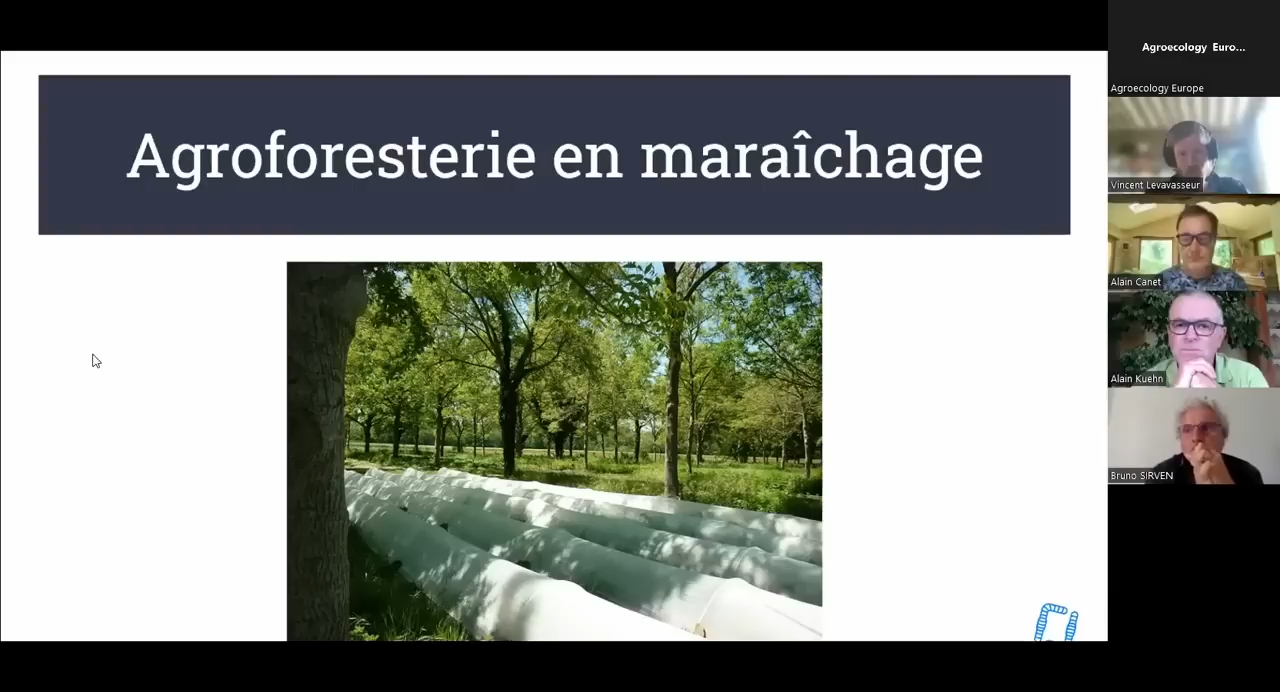 Agroforesterie en maraîchage
Agroecology Euro...
Agroecology Europe
Vincent Levavasseur
Alain Canet
Alain Kuehn
Bruno SIRVEN